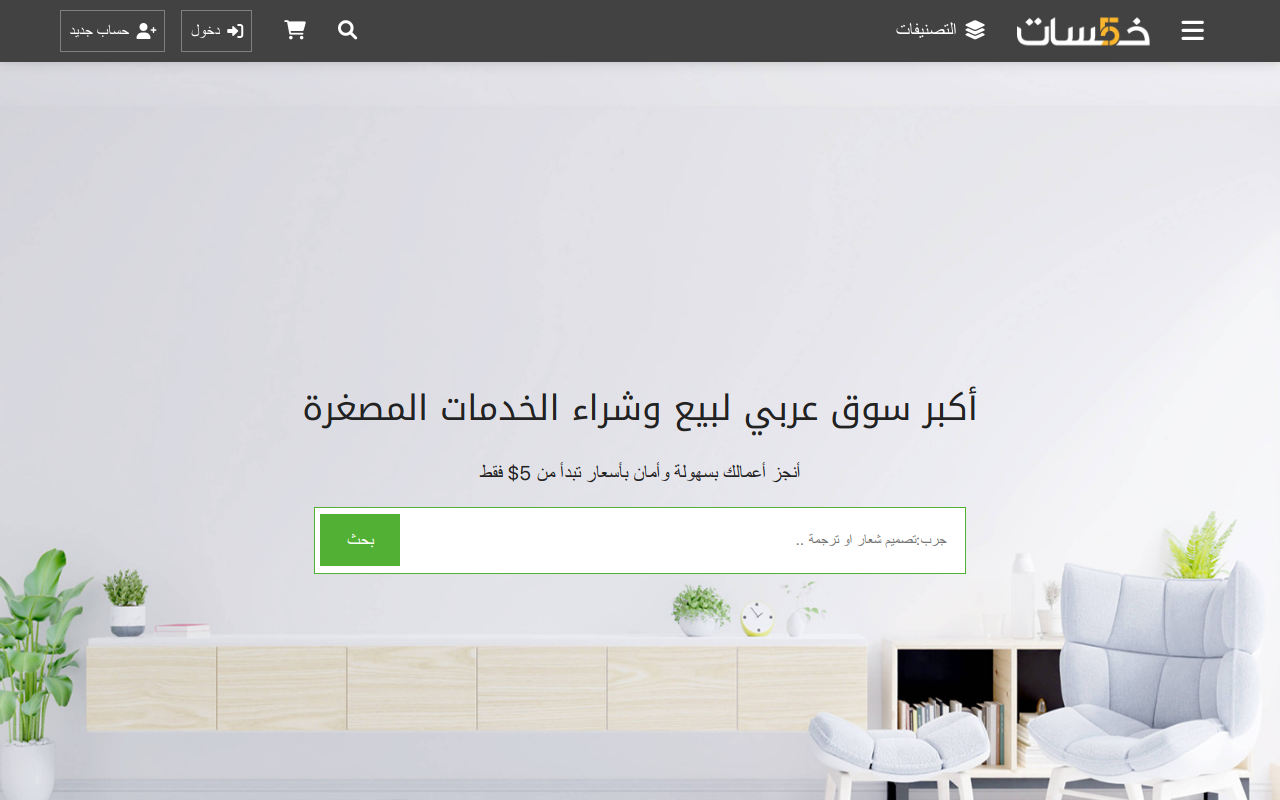 خمسات
التصنيفات
دخول
حساب جديد
أكبر سوق عربي لبيع وشراء الخدمات المصغرة
أنجز أعمالك بسهولة وأمان بأسعار تبدأ من 5$ فقط
جرب:تصميم شعار او ترجمة ..
بحث